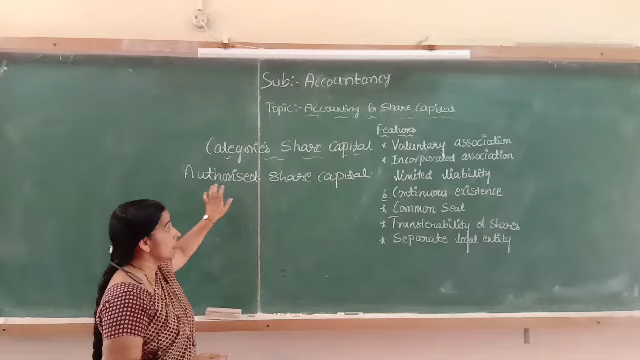 Sub:- Accountancy
Topic:- Accounting for Share Capital
Categories Share capital
Authorised share capital
Features
* Voluntary association
* Incorporated association
limited liability
* Continuous existence
* Common Seal
* Transferability of shares
* Separate legal entity